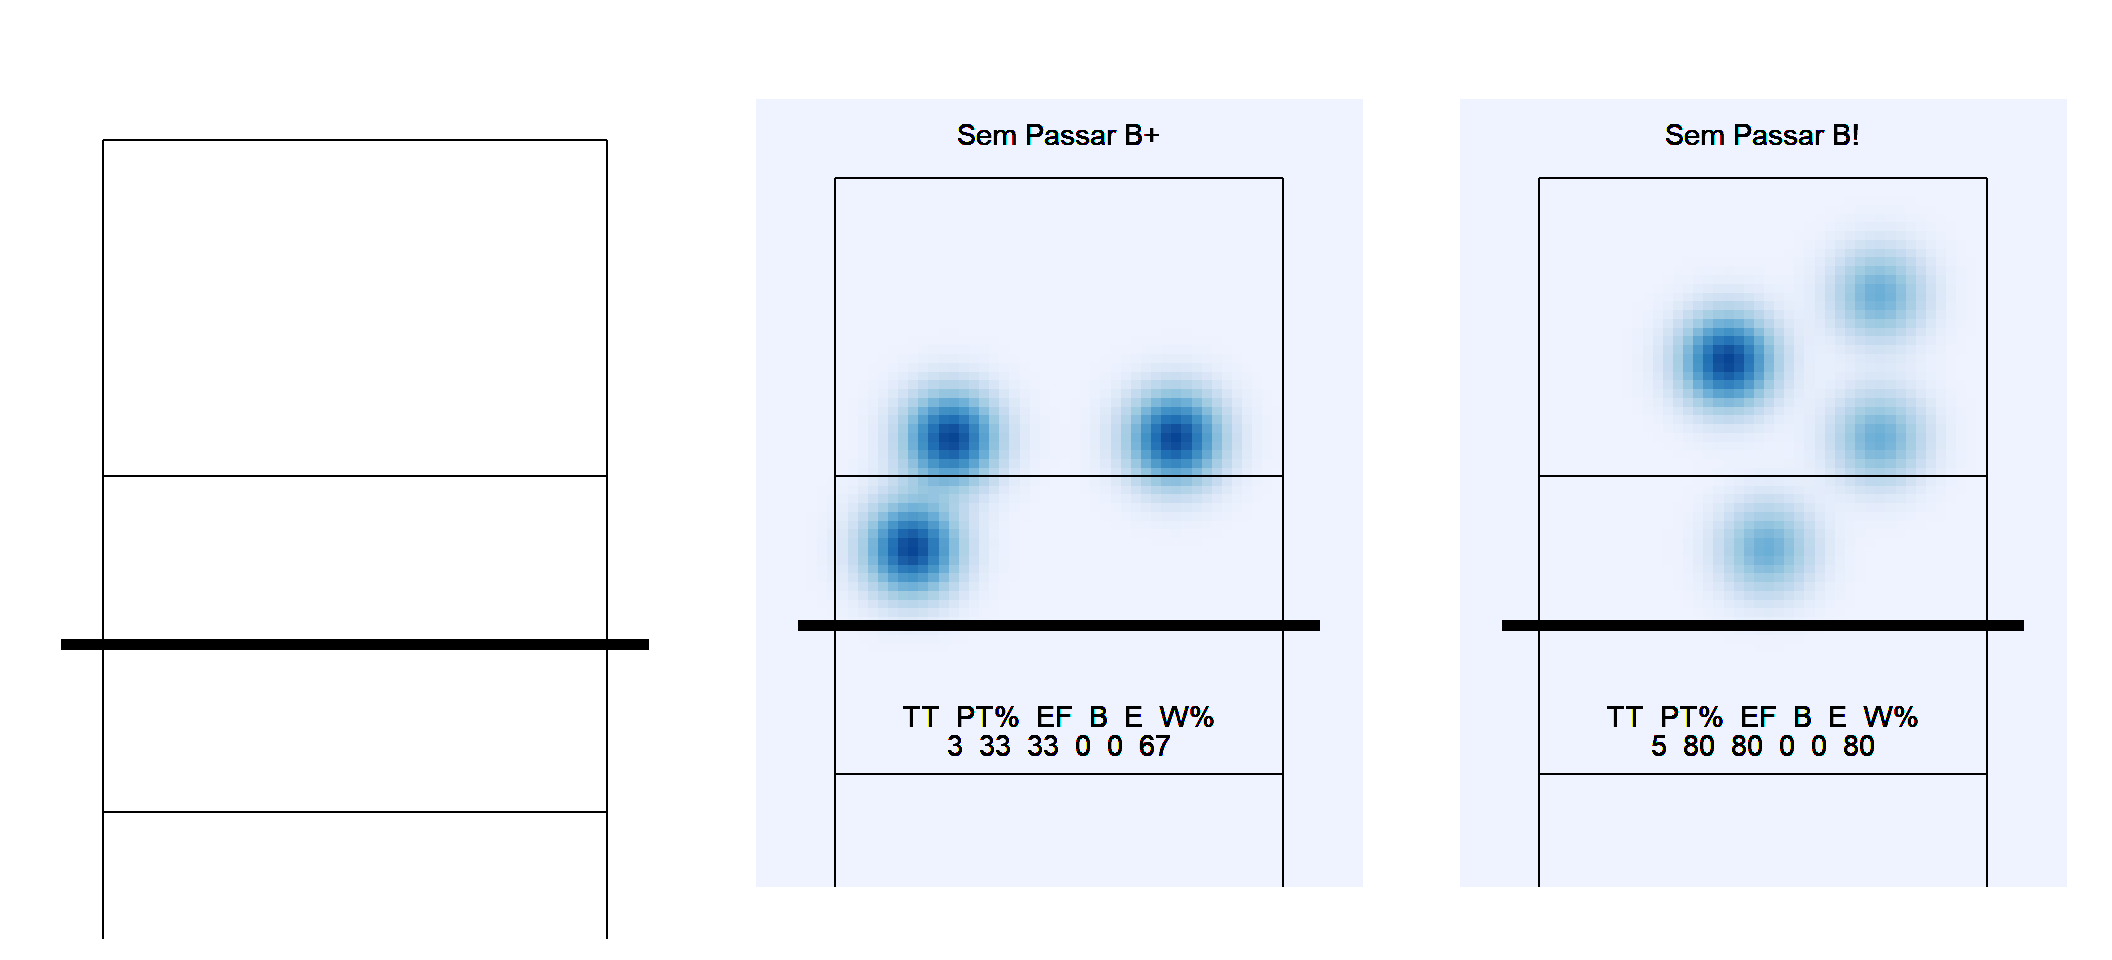 Sem Passar B+
TT PT% EF B E W%
3 33 33 0 0 67
Sem Passar B!
TT PT% EF B E W%
5 80 80 0 0 80